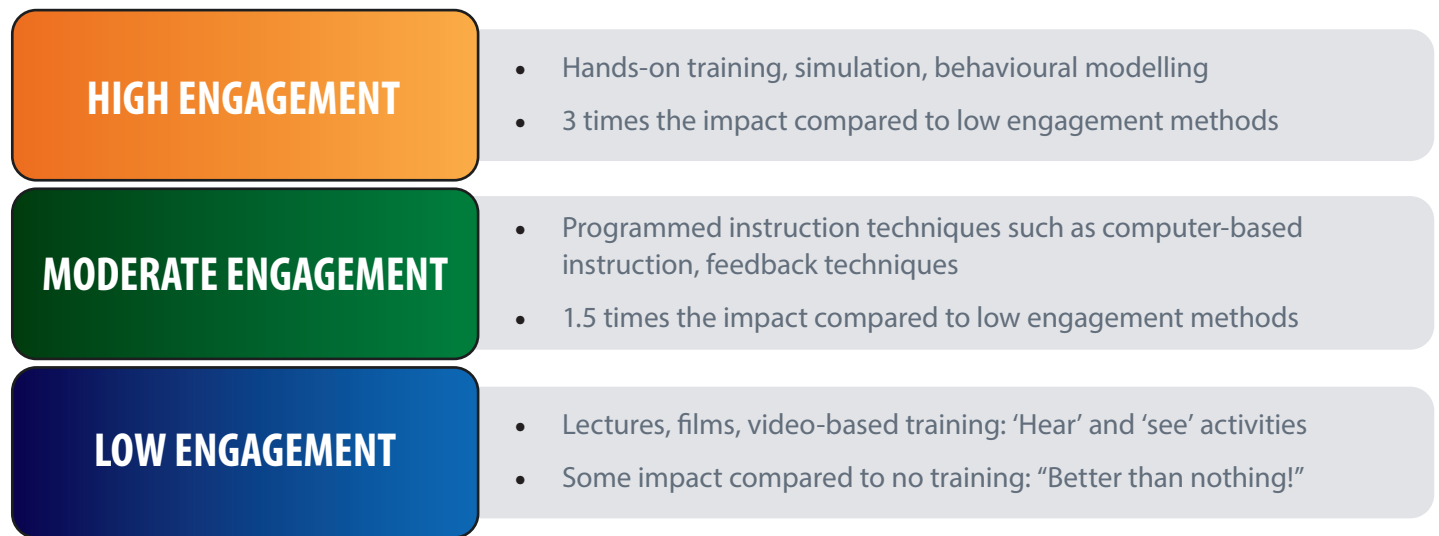 HIGH ENGAGEMENT
• Hands-on training, simulation, behavioural modelling
• 3 times the impact compared to low engagement methods
MODERATE ENGAGEMENT
• Programmed instruction techniques such as computer-based
instruction, feedback techniques
• 1.5 times the impact compared to low engagement methods
LOW ENGAGEMENT
• Lectures, films, video-based training: ‘Hear’ and ‘see’ activities
• Some impact compared to no training: “Better than nothing!”